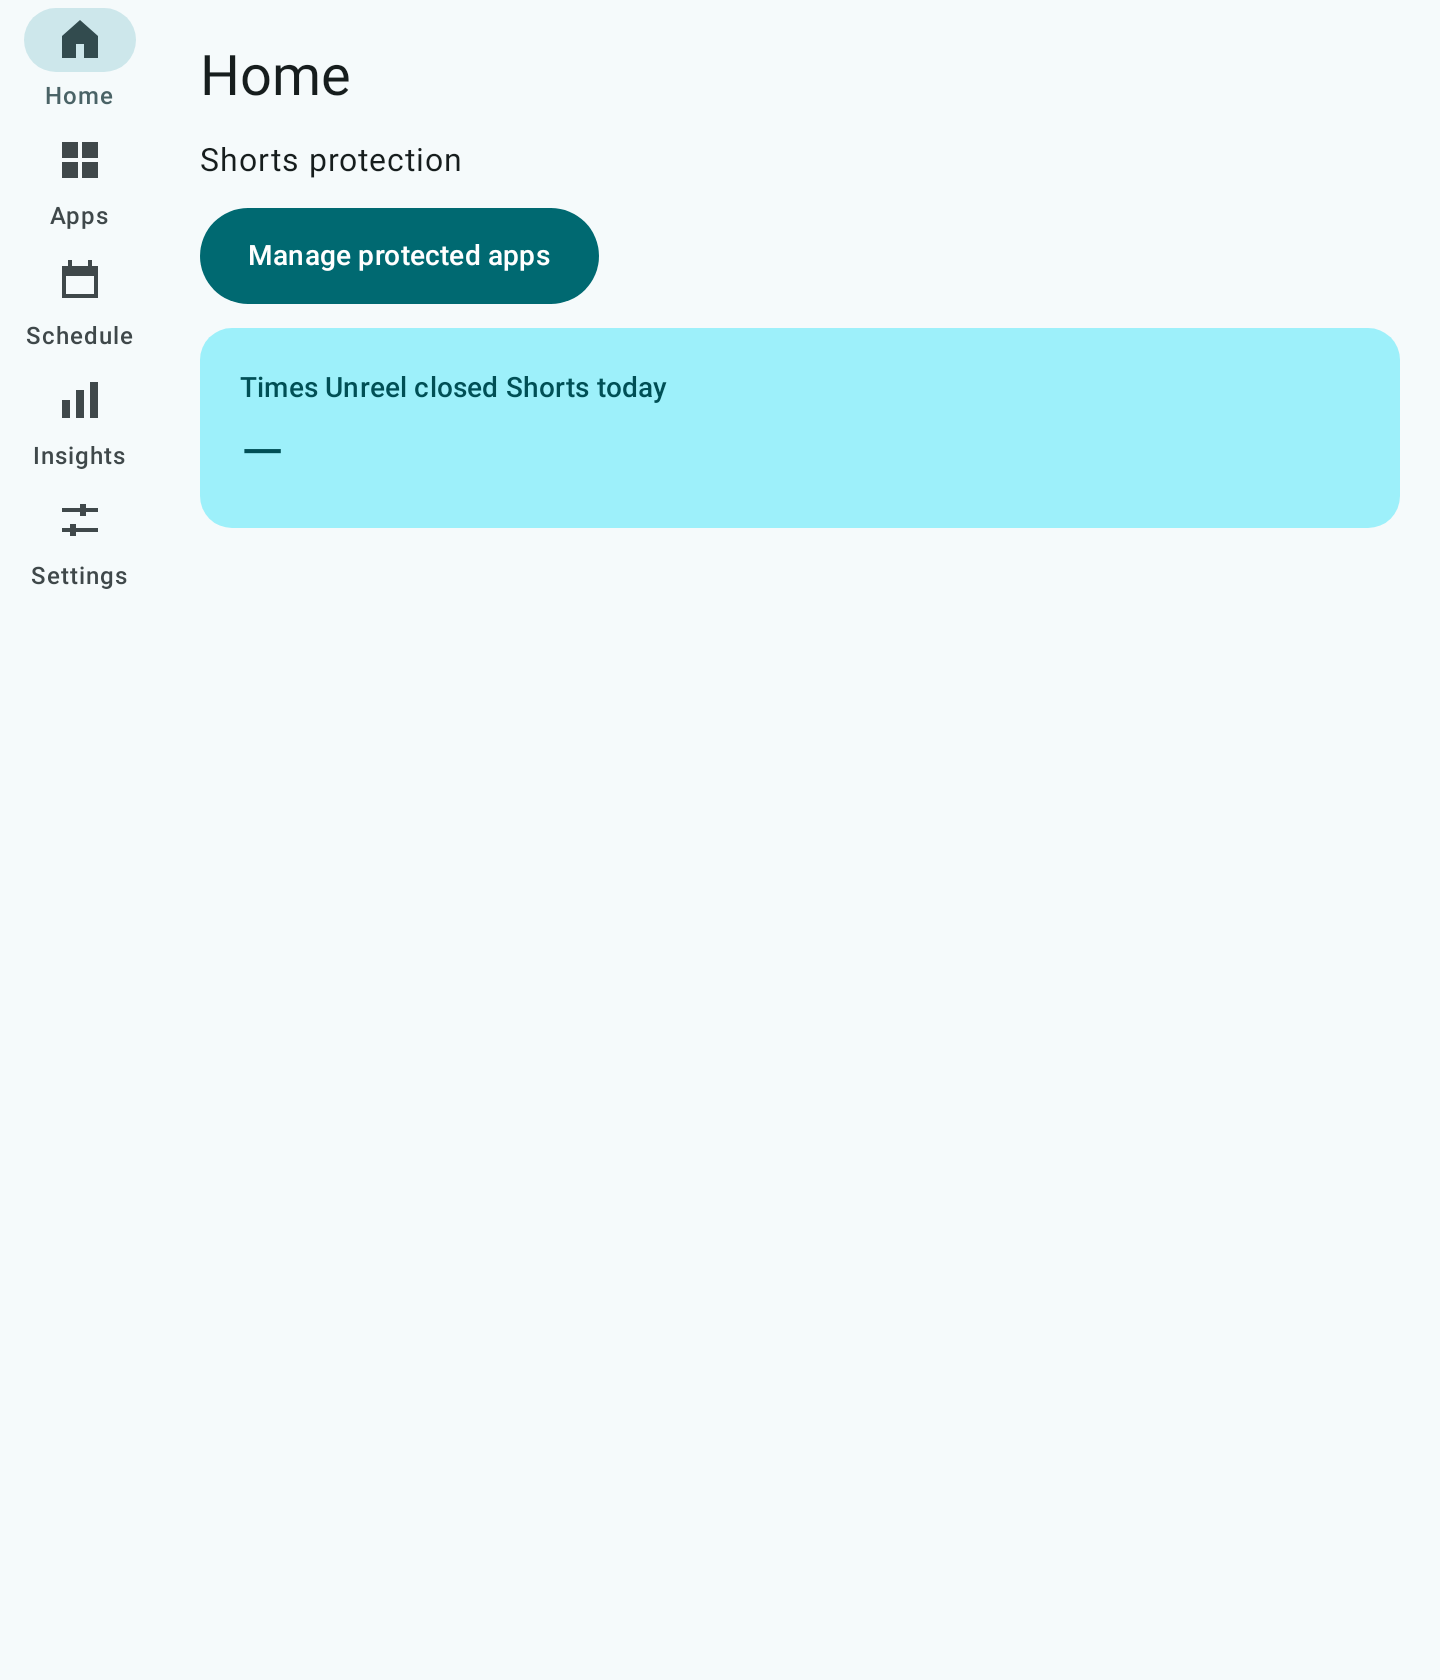 Home
Apps
Schedule
Insights
Settings
Home
Shorts protection
Manage protected apps
Times Unreel closed Shorts today
—